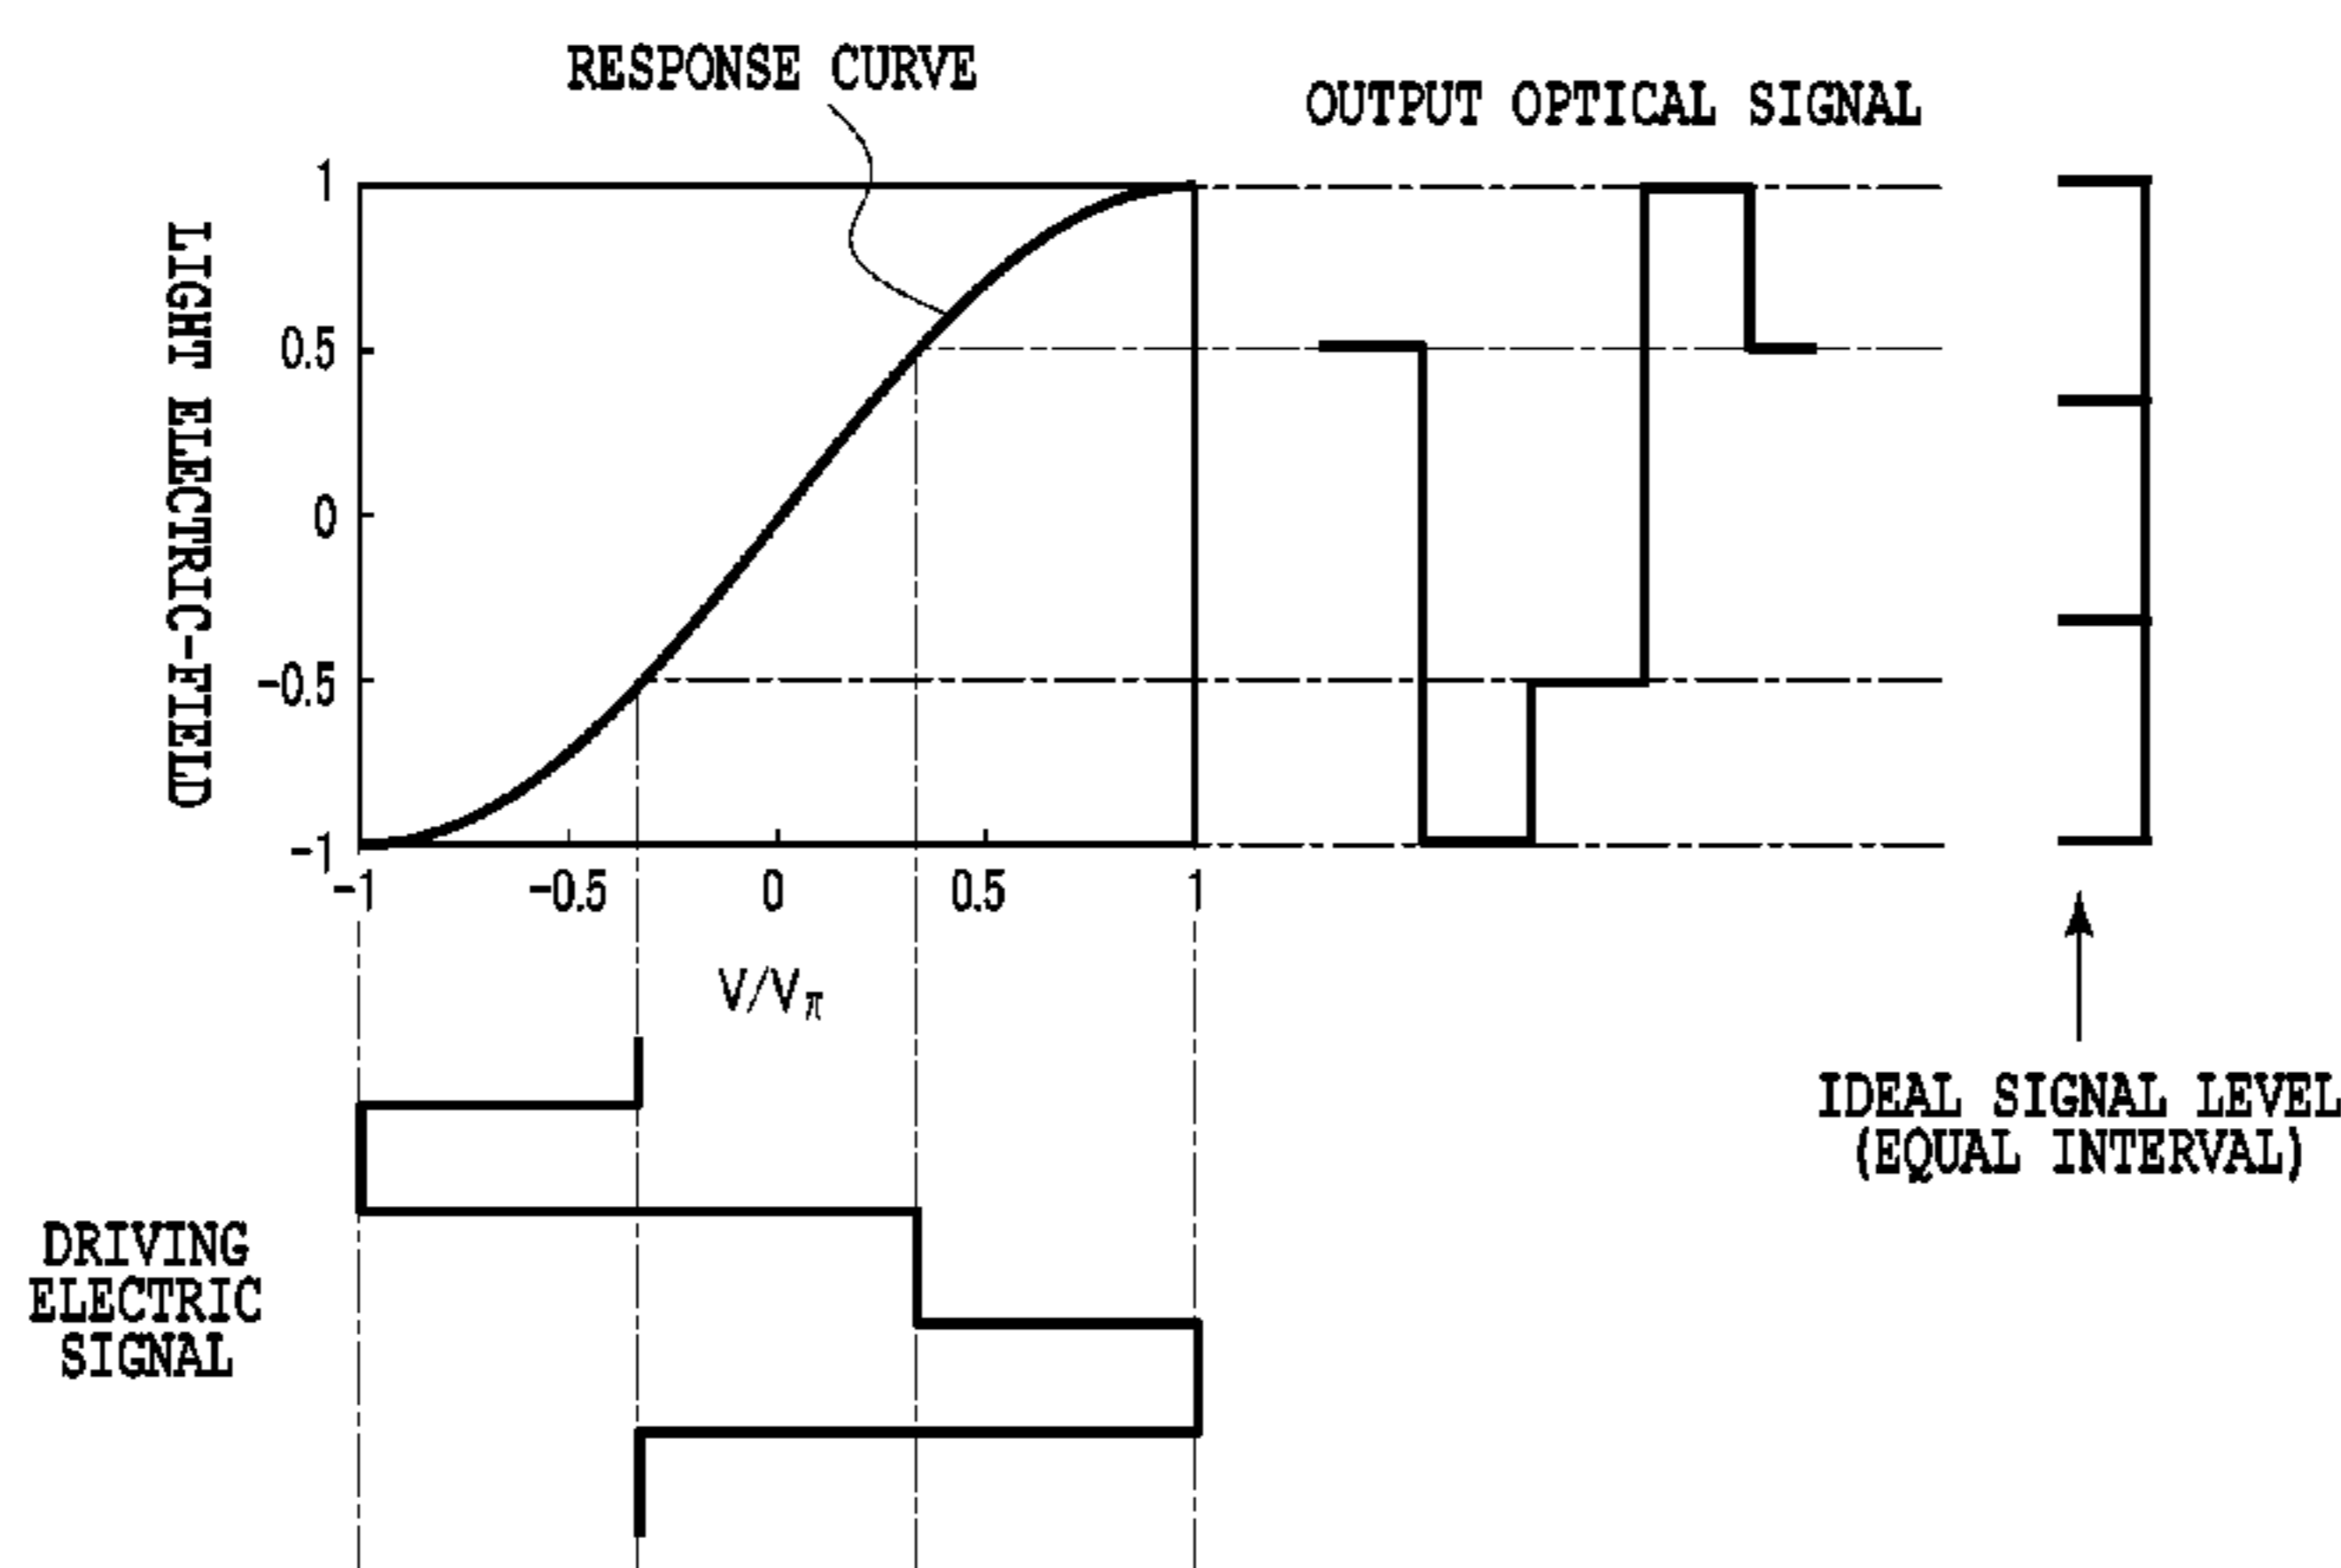 RESPONSE CURVE
OUTPUT OPTICAL SIGNAL
LIGHT ELECTRIC-FIELD
1
0.5
0
-0.5
-1
-1
-0.5
0
0.5
1
V/Vπ
IDEAL SIGNAL LEVEL
(EQUAL INTERVAL)
DRIVING
ELECTRIC
SIGNAL